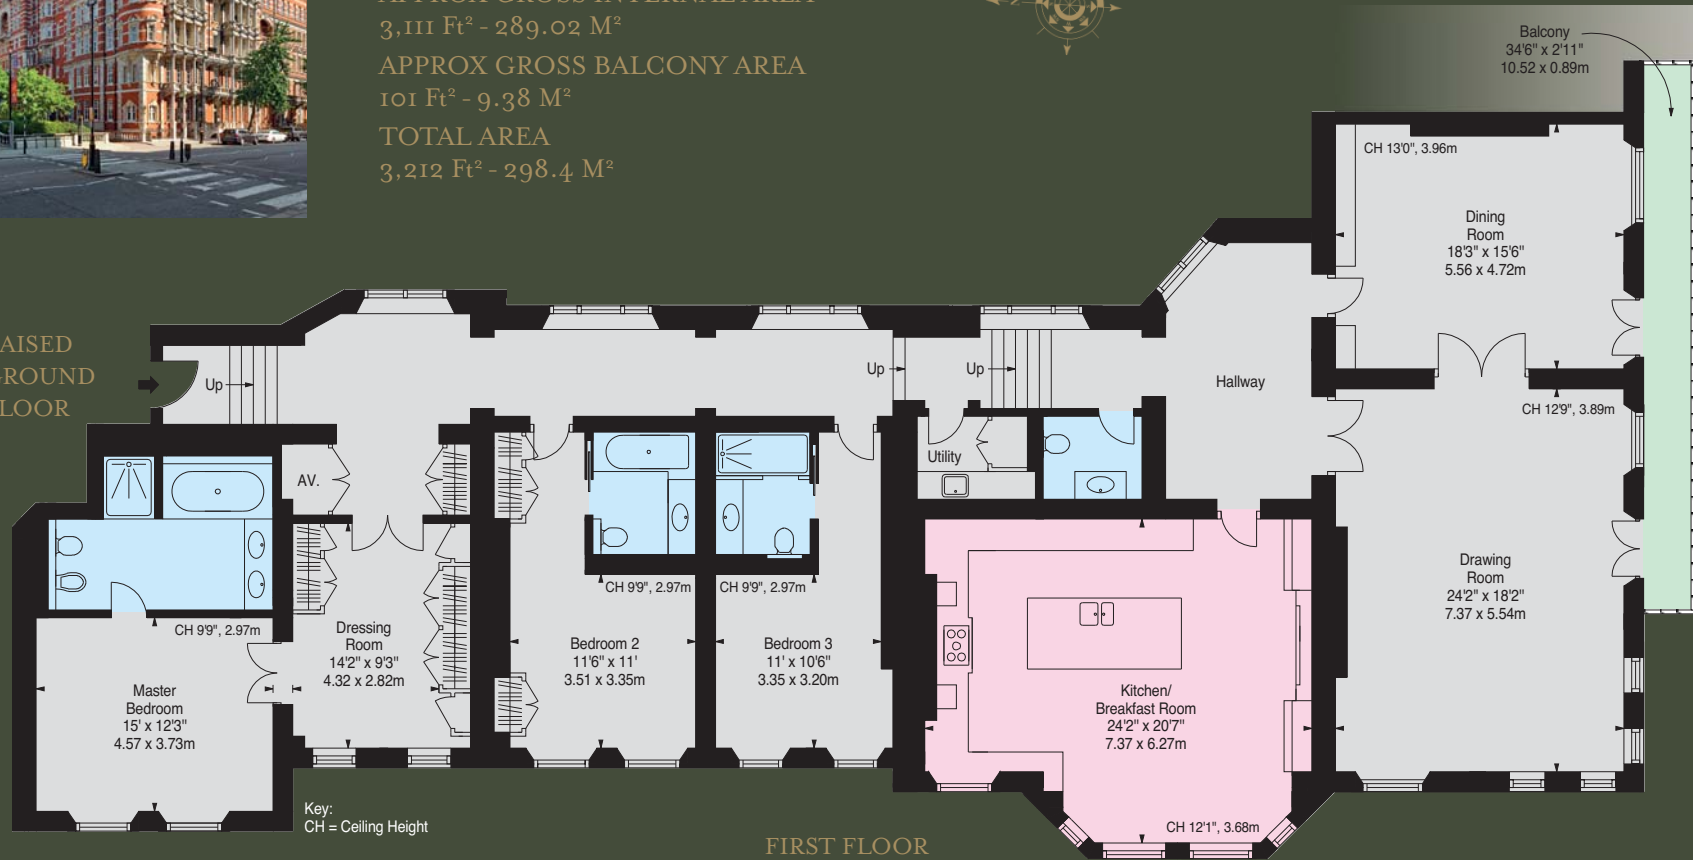 3,111 Ft² - 289.02 M²
APPROX GROSS BALCONY AREA
101 Ft² - 9.38 M²
TOTAL AREA
3,212 Ft² - 298.4 M²
Balcony
34'6" x 2'11"
10.52 x 0.89m
CH 13'0", 3.96m
Dining
Room
18'3" x 15'6"
5.56 x 4.72m
AISED
GROUND
LOOR
Up
Up
Up
Hallway
CH 12'9", 3.89m
AV.
Utility
CH 9'9", 2.97m
CH 9'9", 2.97m
CH 9'9", 2.97m
Dressing
Room
14'2" x 9'3"
4.32 x 2.82m
Bedroom 2
11'6" x 11'
3.51 x 3.35m
Bedroom 3
11' x 10'6"
3.35 x 3.20m
Drawing
Room
24'2" x 18'2"
7.37 x 5.54m
Master
Bedroom
15' x 12'3"
4.57 x 3.73m
Kitchen/
Breakfast Room
24'2" x 20'7"
7.37 x 6.27m
CH 12'1", 3.68m
Key:
CH = Ceiling Height
FIRST FLOOR